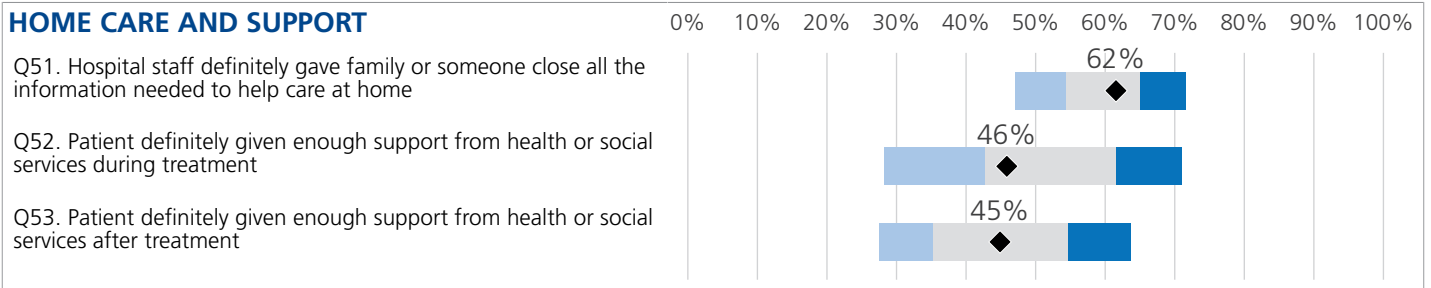 HOME CARE AND SUPPORT
0% 10% 20% 30% 40% 50% 60% 70% 80% 90% 100%
Q51. Hospital staff definitely gave family or someone close all the
information needed to help care at home
62%
Q52. Patient definitely given enough support from health or social
services during treatment
46%
Q53. Patient definitely given enough support from health or social
services after treatment
45%